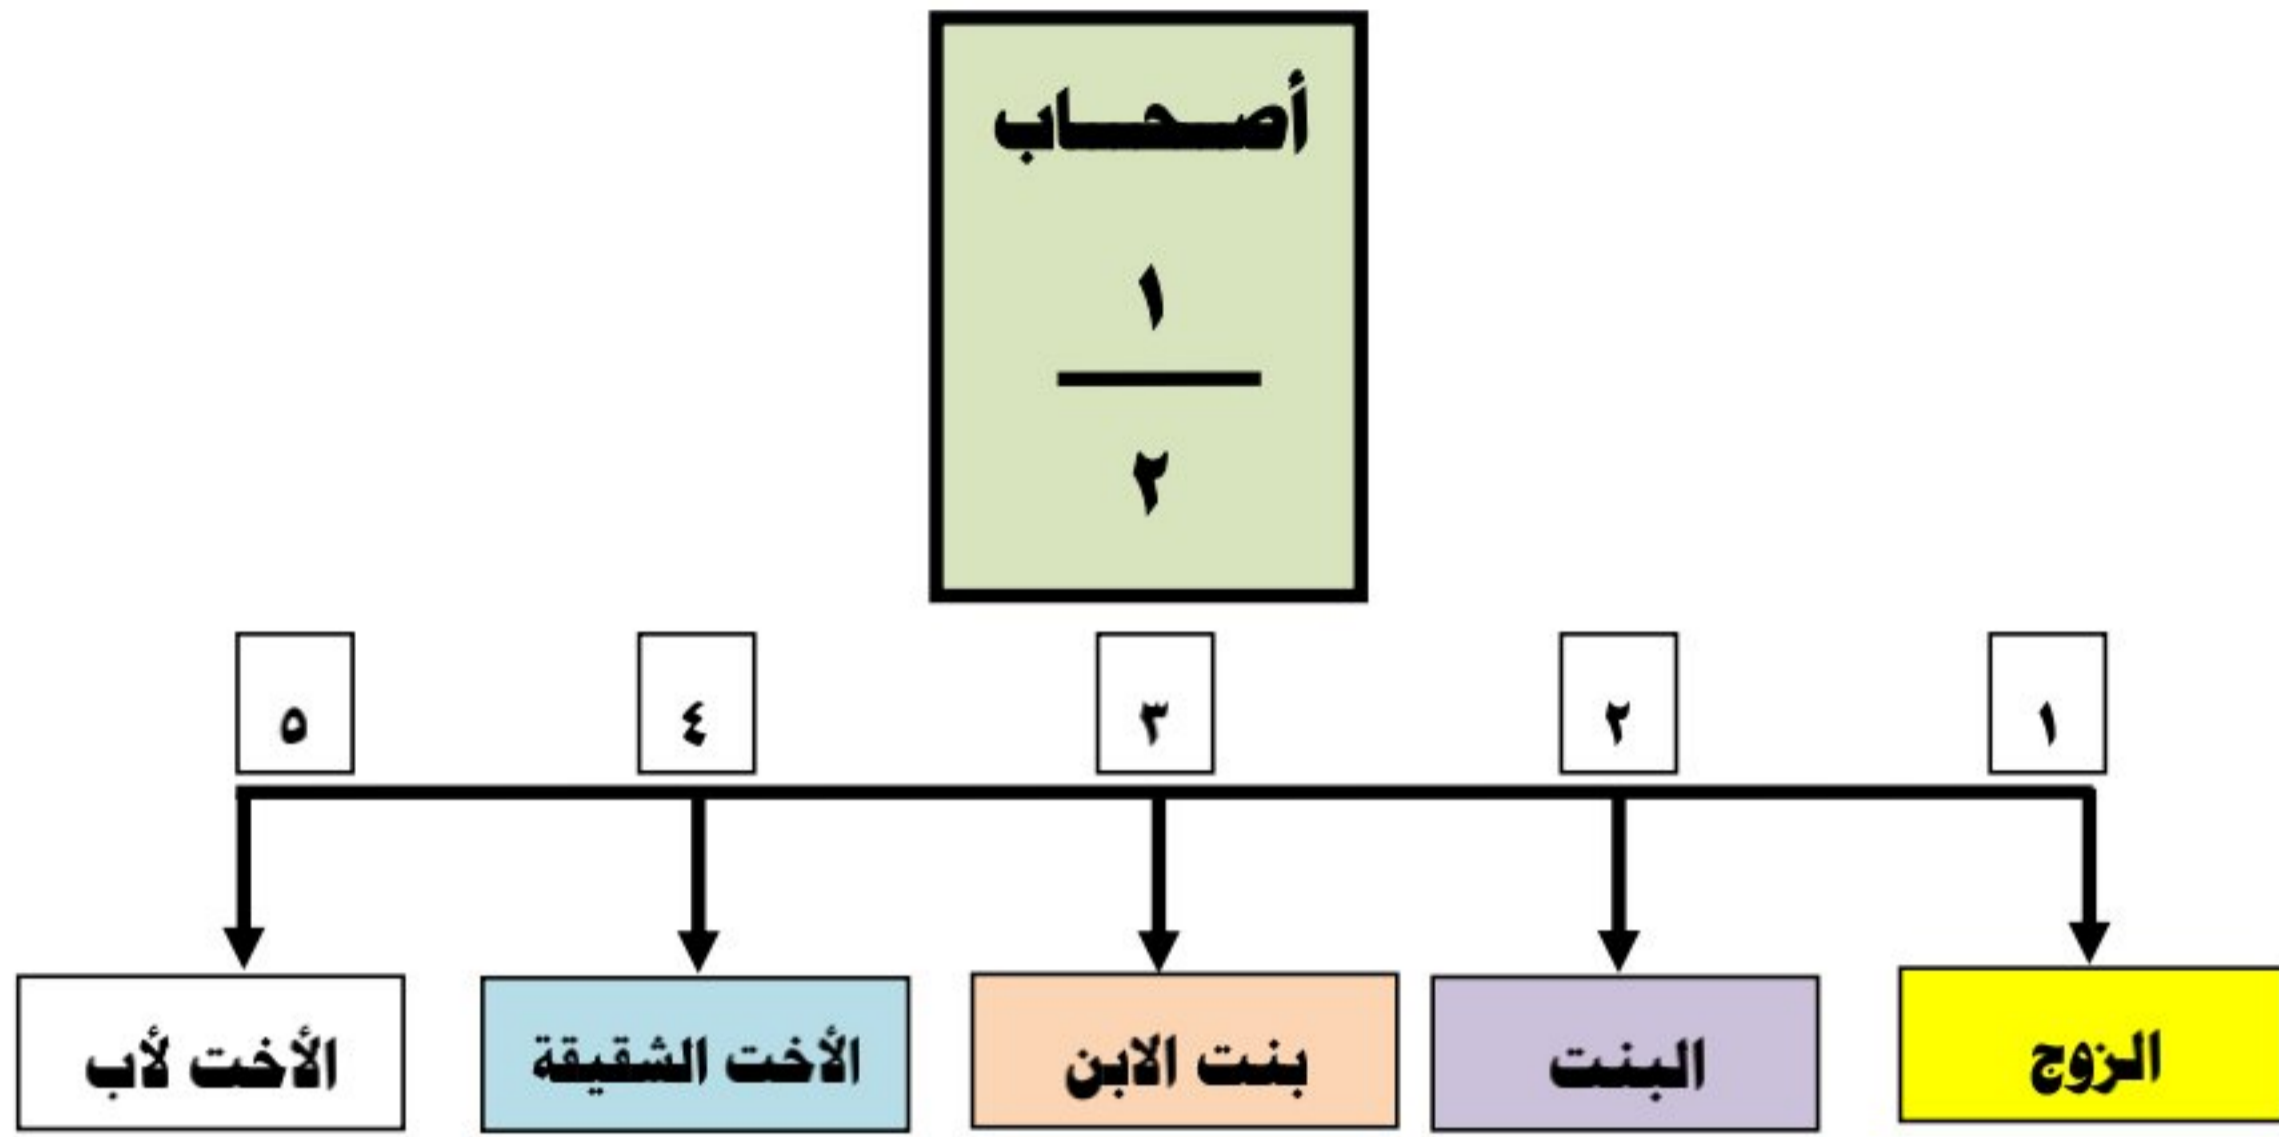 أصحاب
١
٢
١
٢
٣
٤
٥
الزوج
البنت
بنت الابن
الأخت الشقيقة
الأخت لأب